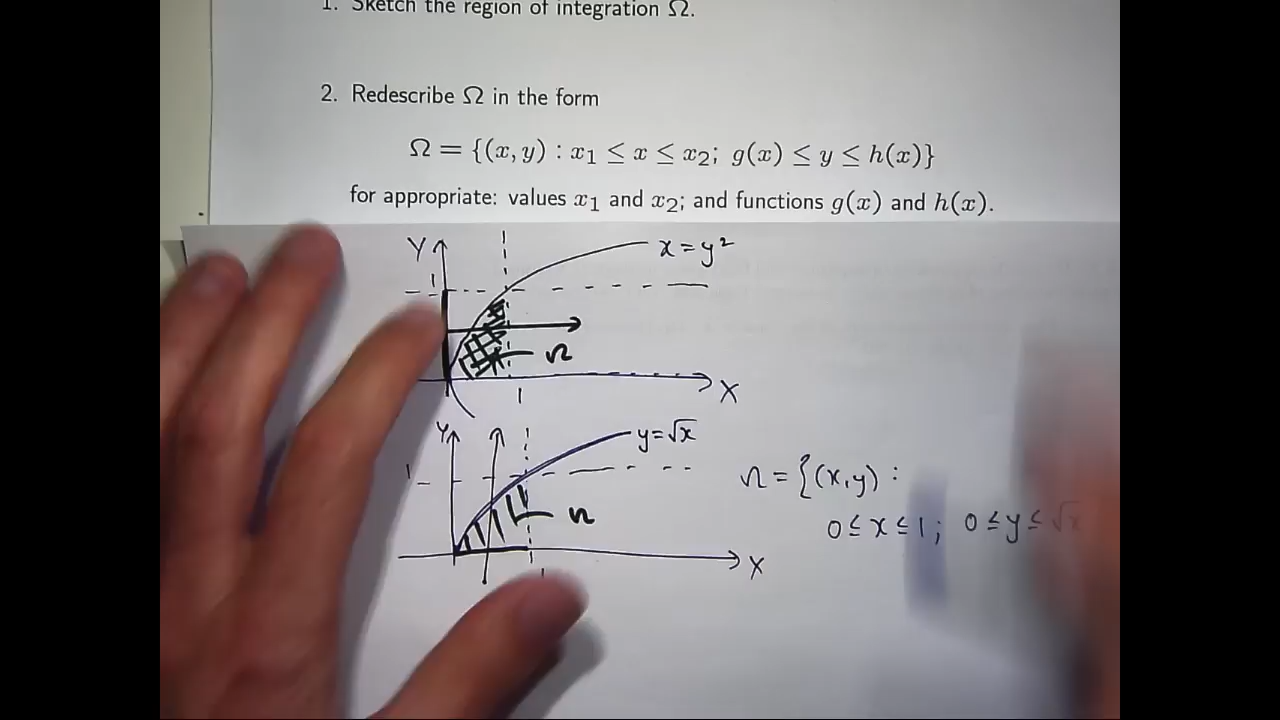 1. Sketch the region of integration Ω.
2. Redescribe Ω in the form
Ω = {(x, y) : x₁ ≤ x ≤ x₂; g(x) ≤ y ≤ h(x)}
for appropriate: values x₁ and x₂; and functions g(x) and h(x).
Y
x = y²
1
Ω
X
1
Y
y = √x
1
Ω
X
Ω = {(x, y) :
0 ≤ x ≤ 1; 0 ≤ y ≤ √x